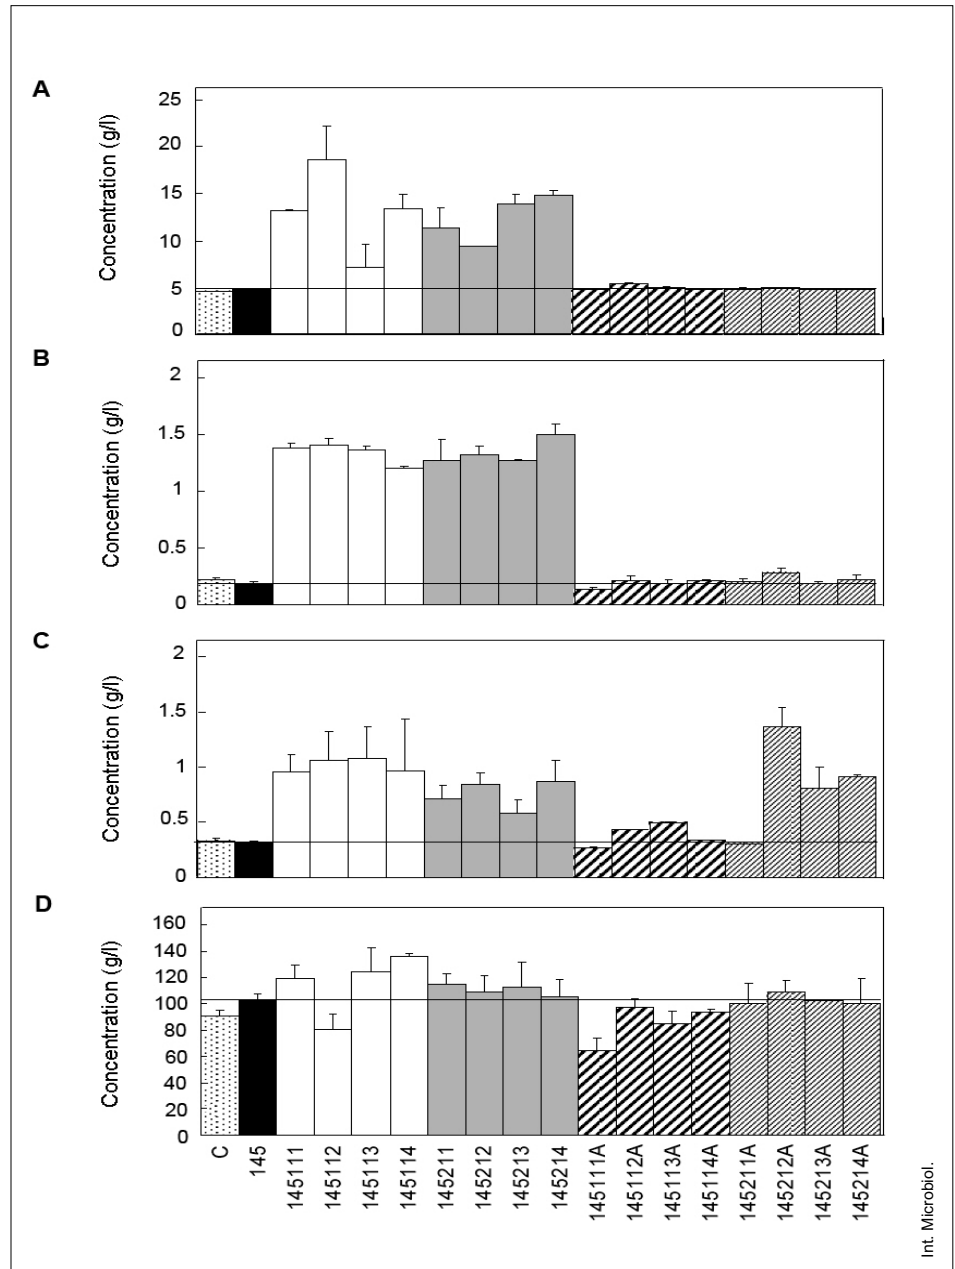 A
Concentration (g/l)
25
20
15
10
5
0
B
Concentration (g/l)
2
1.5
1
0.5
0
C
Concentration (g/l)
2
1.5
1
0.5
0
D
Concentration (g/l)
160
140
120
100
80
60
40
20
0
C
145
145111
145112
145113
145114
145211
145212
145213
145214
145111A
145112A
145113A
145114A
145211A
145212A
145213A
145214A
Int. Microbiol.